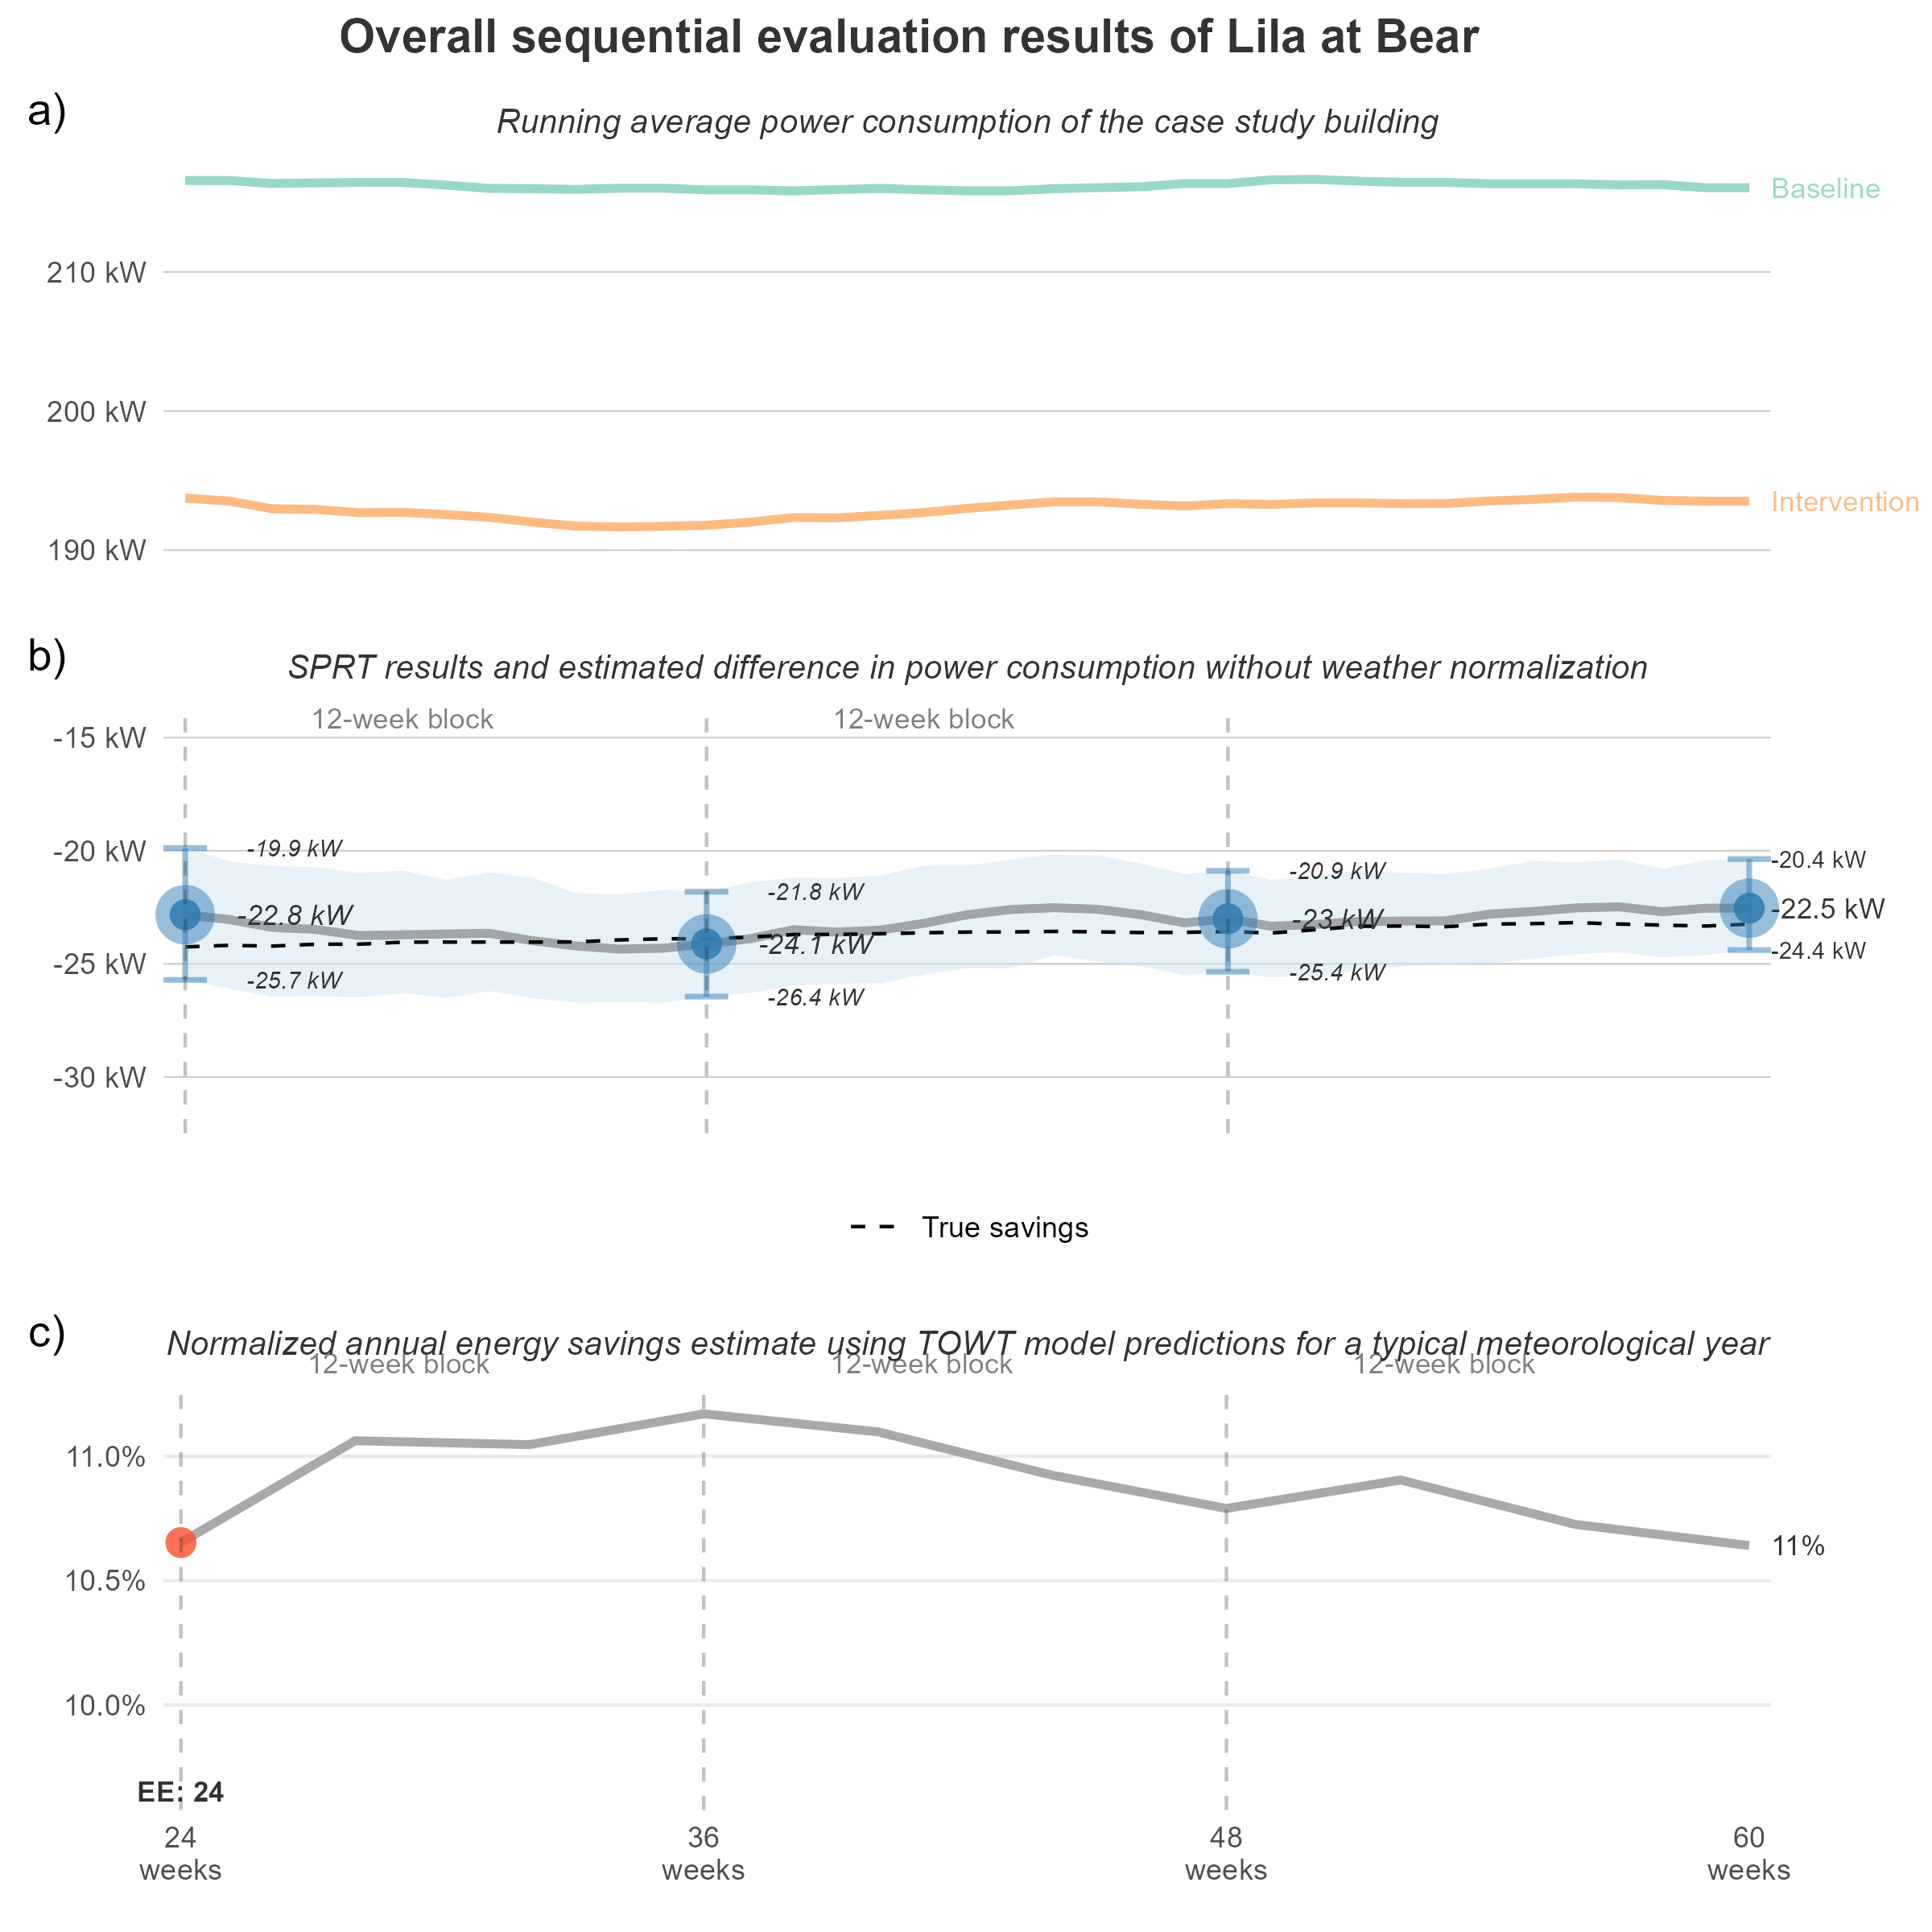 Overall sequential evaluation results of Lila at Bear
a)
Running average power consumption of the case study building
Baseline
210 kW
200 kW
Intervention
190 kW
b)
SPRT results and estimated difference in power consumption without weather normalization
12-week block
12-week block
-15 kW
-20 kW
-25 kW
-30 kW
-19.9 kW
-22.8 kW
-25.7 kW
-21.8 kW
-24.1 kW
-26.4 kW
-20.9 kW
-23 kW
-25.4 kW
-20.4 kW
-22.5 kW
-24.4 kW
True savings
c)
Normalized annual energy savings estimate using TOWT model predictions for a typical meteorological year
12-week block
12-week block
12-week block
11.0%
10.5%
10.0%
11%
EE: 24
24
weeks
36
weeks
48
weeks
60
weeks